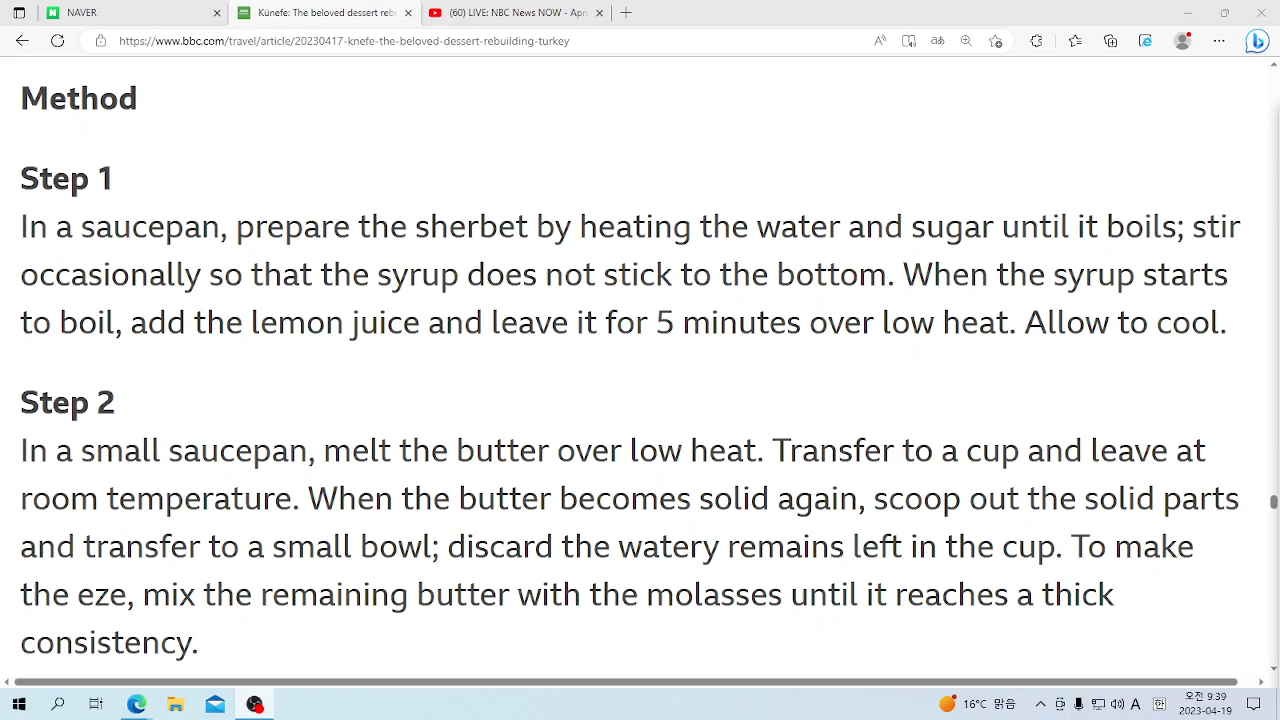 NAVER
Künefe: The beloved dessert reb
(60) LIVE: NBC News NOW - Apri
https://www.bbc.com/travel/article/20230417-knefe-the-beloved-dessert-rebuilding-turkey
Method
Step 1
In a saucepan, prepare the sherbet by heating the water and sugar until it boils; stir
occasionally so that the syrup does not stick to the bottom. When the syrup starts
to boil, add the lemon juice and leave it for 5 minutes over low heat. Allow to cool.
Step 2
In a small saucepan, melt the butter over low heat. Transfer to a cup and leave at
room temperature. When the butter becomes solid again, scoop out the solid parts
and transfer to a small bowl; discard the watery remains left in the cup. To make
the eze, mix the remaining butter with the molasses until it reaches a thick
consistency.
16°C 맑음
A
오전 9:39
2023-04-19